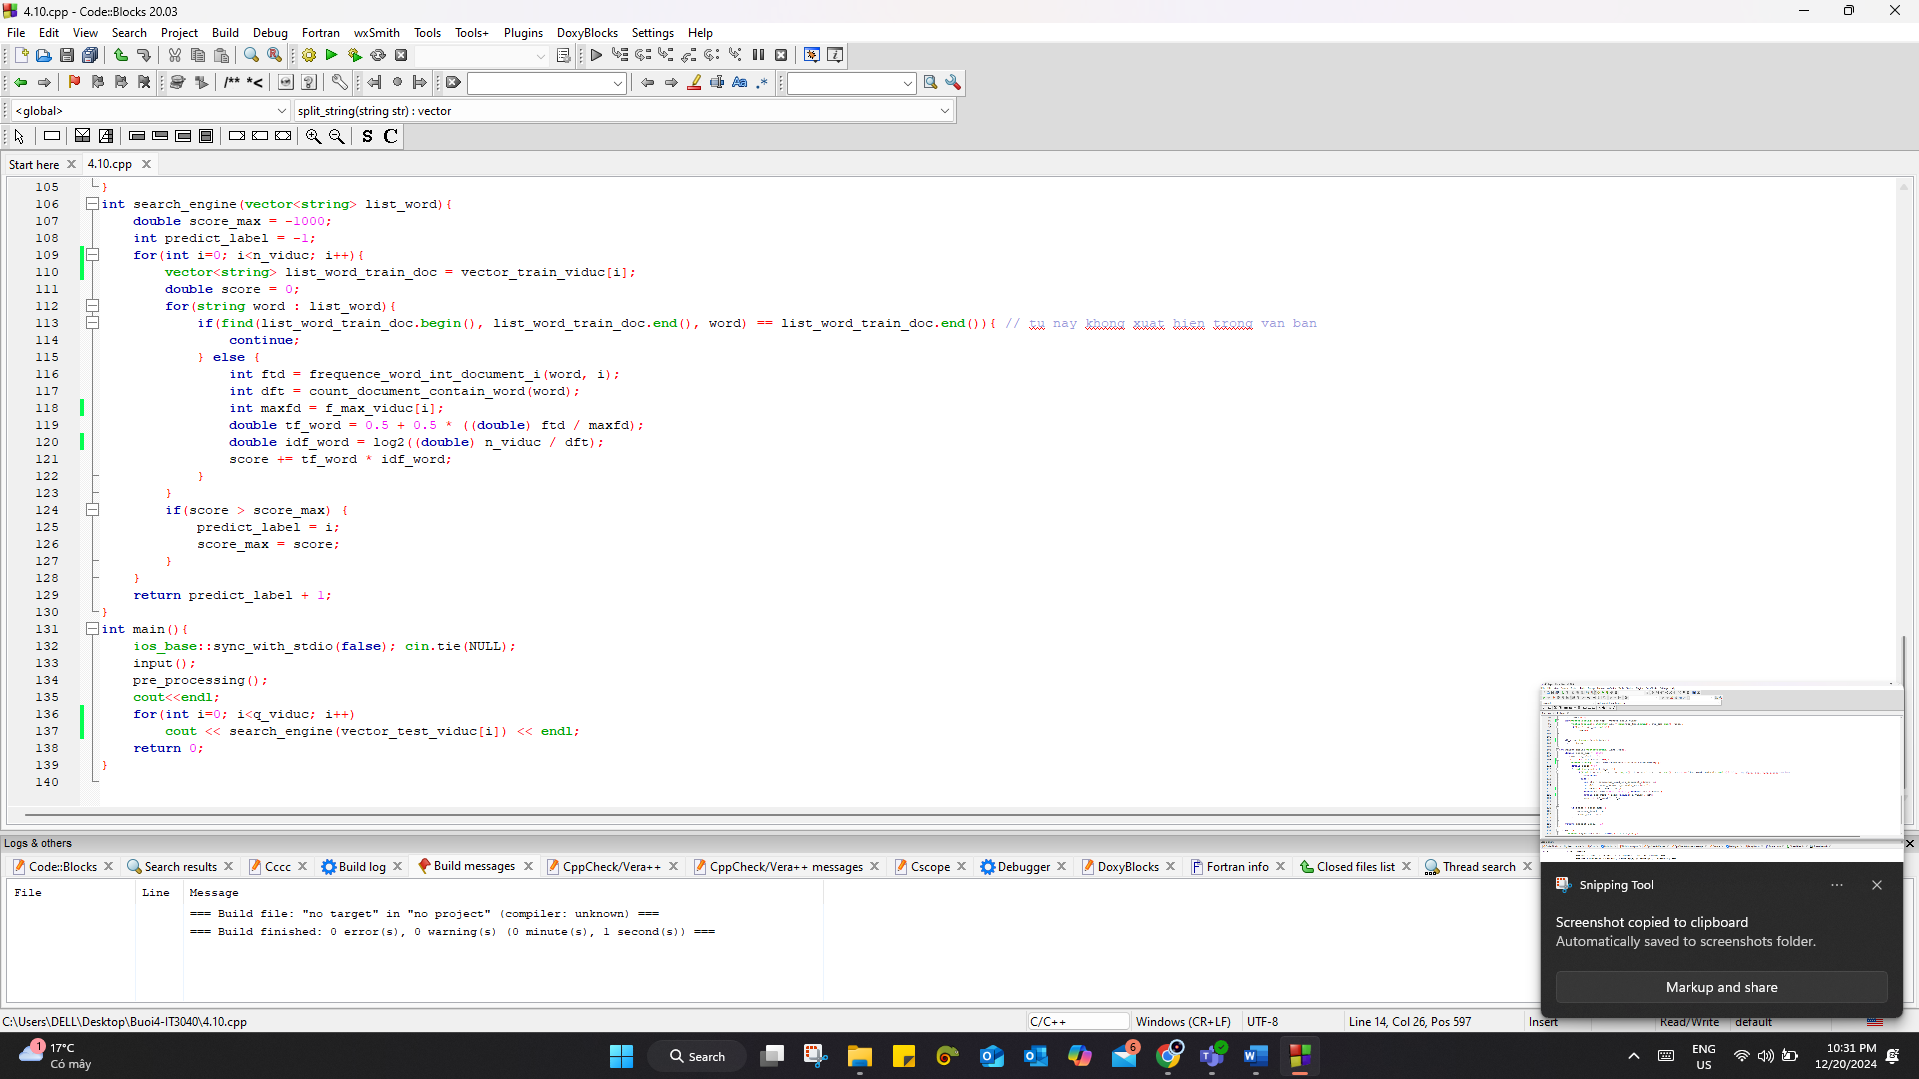 4.10.cpp - Code::Blocks 20.03
File Edit View Search Project Build Debug Fortran wxSmith Tools Tools+ Plugins DoxyBlocks Settings Help
/** *<
Aa .*
<global> split_string(string str) : vector
S C
Start here 4.10.cpp
105 }
106 int search_engine(vector<string> list_word){
107 double score_max = -1000;
108 int predict_label = -1;
109 for(int i=0; i<n_viduc; i++){
110 vector<string> list_word_train_doc = vector_train_viduc[i];
111 double score = 0;
112 for(string word : list_word){
113 if(find(list_word_train_doc.begin(), list_word_train_doc.end(), word) == list_word_train_doc.end()){ // tu nay khong xuat hien trong van ban
114 continue;
115 } else {
116 int ftd = frequence_word_int_document_i(word, i);
117 int dft = count_document_contain_word(word);
118 int maxfd = f_max_viduc[i];
119 double tf_word = 0.5 + 0.5 * ((double) ftd / maxfd);
120 double idf_word = log2((double) n_viduc / dft);
121 score += tf_word * idf_word;
122 }
123 }
124 if(score > score_max) {
125 predict_label = i;
126 score_max = score;
127 }
128 }
129 return predict_label + 1;
130 }
131 int main(){
132 ios_base::sync_with_stdio(false); cin.tie(NULL);
133 input();
134 pre_processing();
135 cout<<endl;
136 for(int i=0; i<q_viduc; i++)
137 cout << search_engine(vector_test_viduc[i]) << endl;
138 return 0;
139 }
140
Logs & others
Code::Blocks Search results Cccc Build log Build messages CppCheck/Vera++ CppCheck/Vera++ messages Cscope Debugger DoxyBlocks Fortran info Closed files list Thread search
File Line Message
=== Build file: "no target" in "no project" (compiler: unknown) ===
=== Build finished: 0 error(s), 0 warning(s) (0 minute(s), 1 second(s)) ===
Snipping Tool
Screenshot copied to clipboard
Automatically saved to screenshots folder.
Markup and share
C:\Users\DELL\Desktop\Buoi4-IT3040\4.10.cpp C/C++ Windows (CR+LF) UTF-8 Line 14, Col 26, Pos 597 Insert Read/Write default
1 17°C
Có mây
Search
6
ENG
US
10:31 PM
12/20/2024